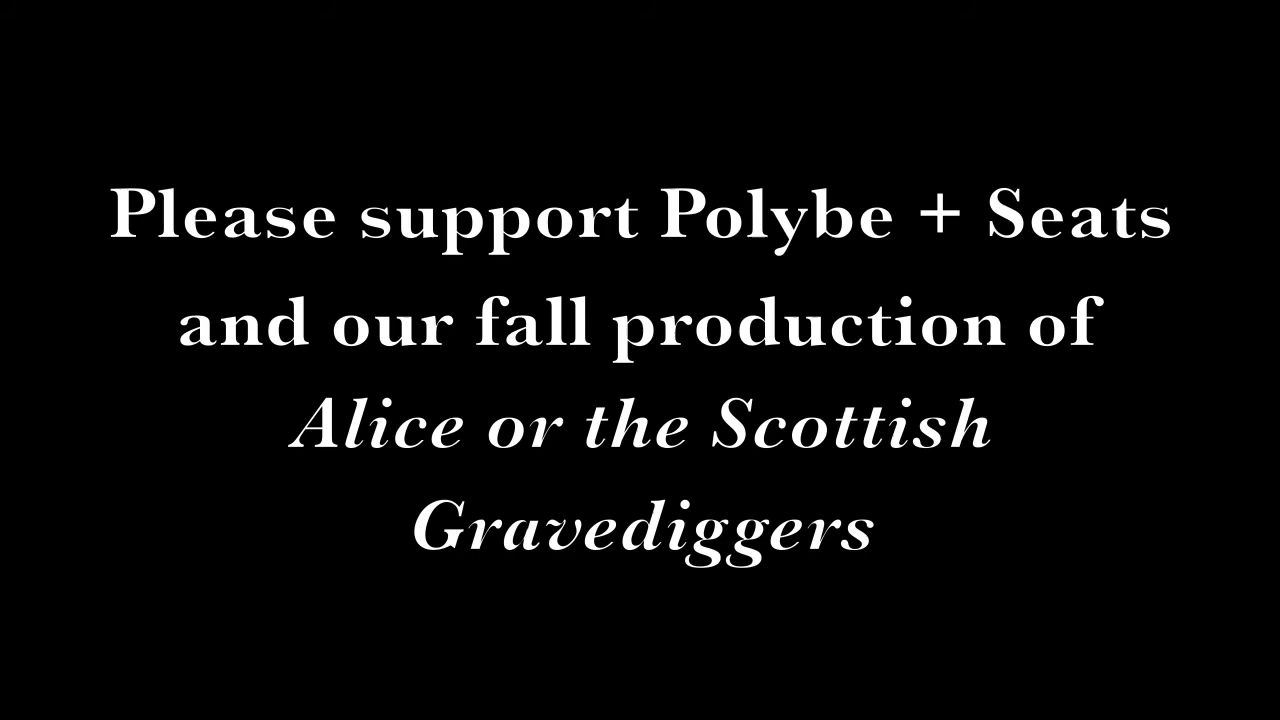 Please support Polybe + Seats
and our fall production of
Alice or the Scottish
Gravediggers